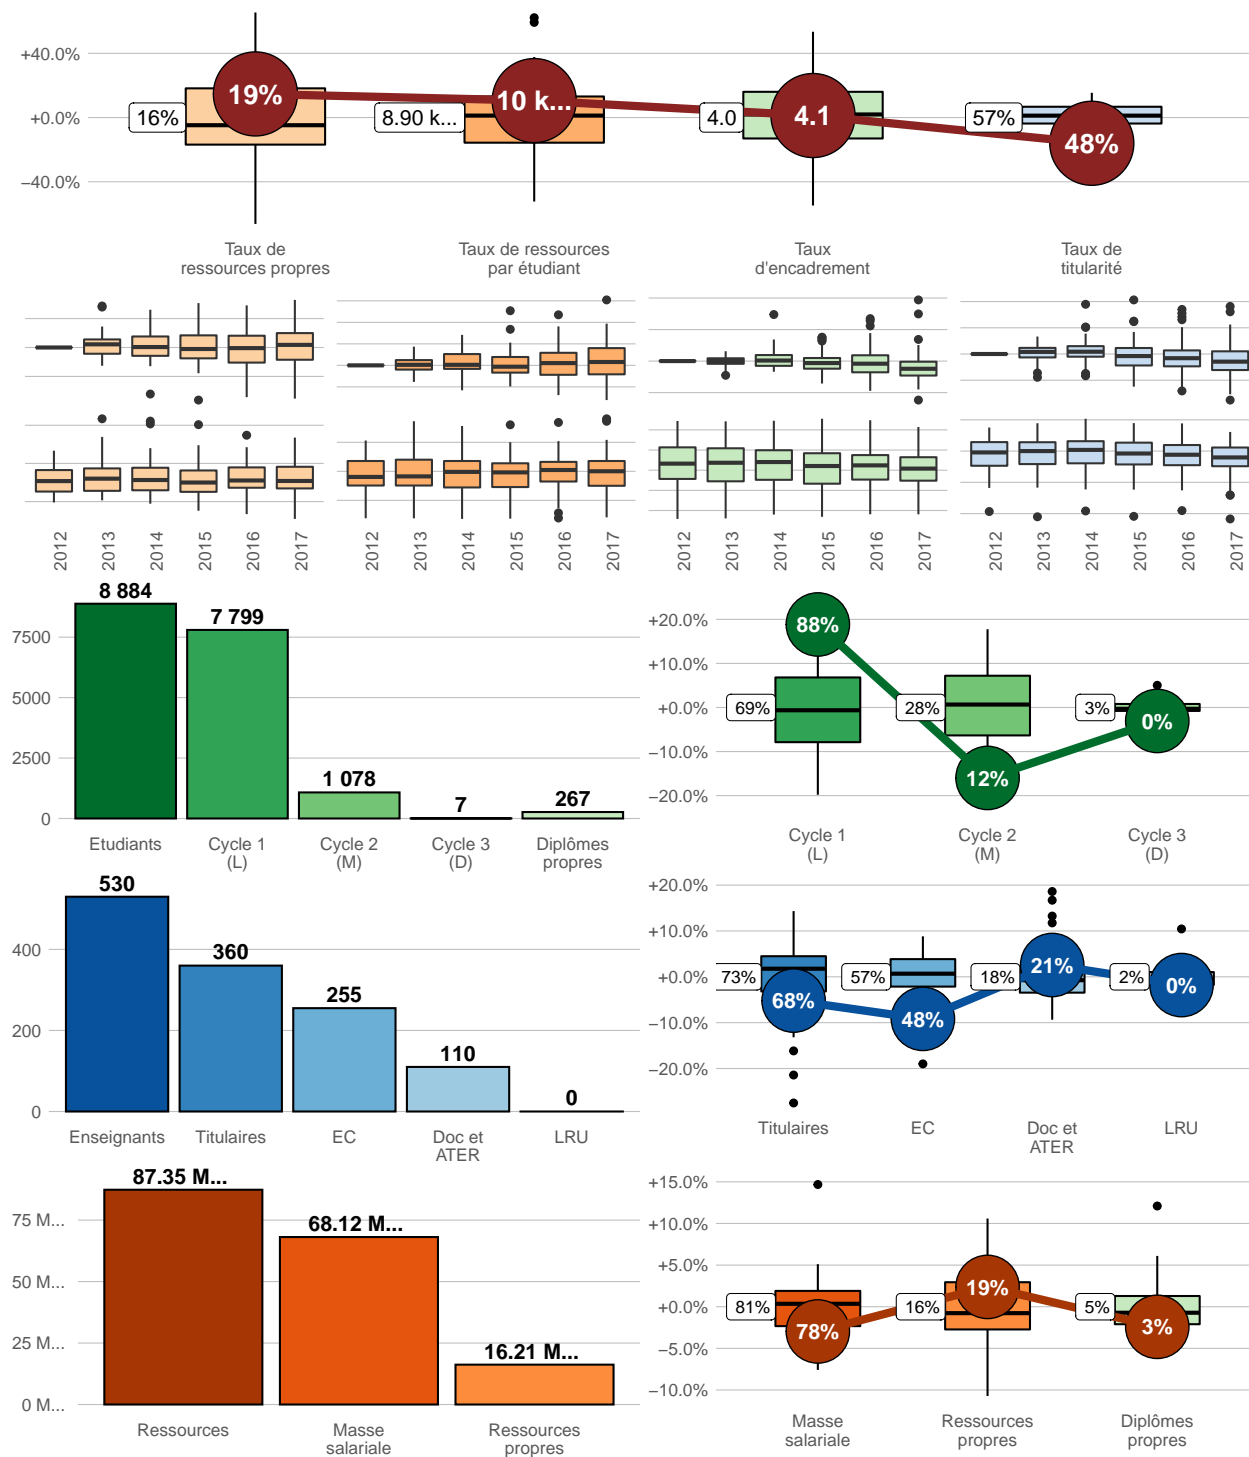 +40.0%
+0.0%
−40.0%
16%
19%
8.90 k...
10 k...
4.0
4.1
57%
48%
Taux de
ressources propres
Taux de ressources
par étudiant
Taux
d'encadrement
Taux de
titularité
2012
2013
2014
2015
2016
2017
2012
2013
2014
2015
2016
2017
2012
2013
2014
2015
2016
2017
2012
2013
2014
2015
2016
2017
7500
5000
2500
0
8 884
7 799
1 078
7
267
Etudiants
Cycle 1
(L)
Cycle 2
(M)
Cycle 3
(D)
Diplômes
propres
+20.0%
+10.0%
+0.0%
−10.0%
−20.0%
69%
88%
28%
12%
3%
0%
Cycle 1
(L)
Cycle 2
(M)
Cycle 3
(D)
400
200
0
530
360
255
110
0
Enseignants
Titulaires
EC
Doc et
ATER
LRU
+20.0%
+10.0%
+0.0%
−10.0%
−20.0%
73%
68%
57%
48%
18%
21%
2%
0%
Titulaires
EC
Doc et
ATER
LRU
75 M...
50 M...
25 M...
0 M...
87.35 M...
68.12 M...
16.21 M...
Ressources
Masse
salariale
Ressources
propres
+15.0%
+10.0%
+5.0%
+0.0%
−5.0%
−10.0%
81%
78%
16%
19%
5%
3%
Masse
salariale
Ressources
propres
Diplômes
propres